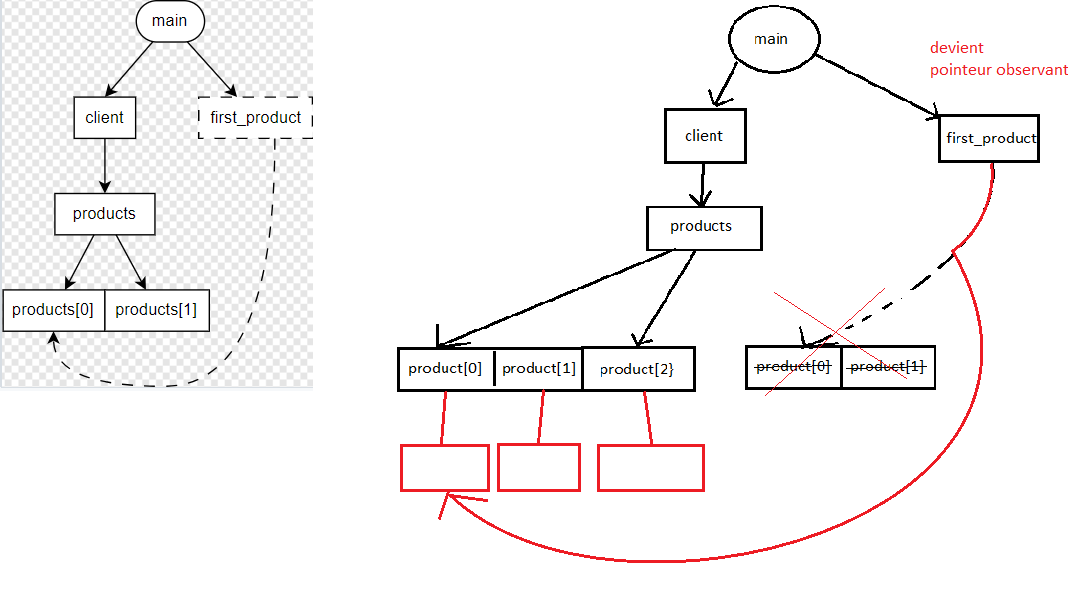 main
client
first_product
products
products[0]
products[1]
main
devient
pointeur observant
client
first_product
products
product[0]
product[1]
product[2}
product[0]
product[1]